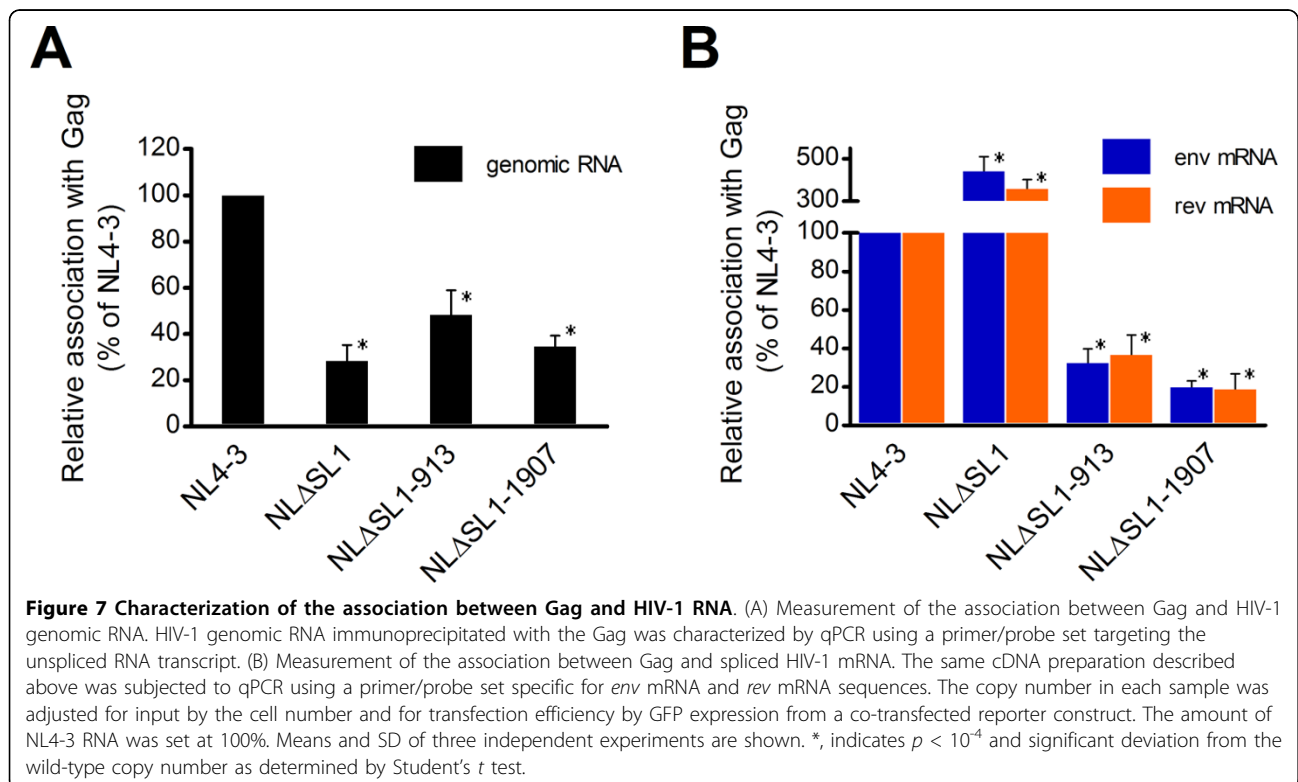 A
Relative association with Gag
(% of NL4-3)
120
100
80
60
40
20
0
genomic RNA
*
*
*
NL4-3
NLΔSL1
NLΔSL1-913
NLΔSL1-1907
B
Relative association with Gag
(% of NL4-3)
500
300
100
80
60
40
20
0
env mRNA
rev mRNA
*
*
*
*
*
*
NL4-3
NLΔSL1
NLΔSL1-913
NLΔSL1-1907
Figure 7 Characterization of the association between Gag and HIV-1 RNA. (A) Measurement of the association between Gag and HIV-1
genomic RNA. HIV-1 genomic RNA immunoprecipitated with the Gag was characterized by qPCR using a primer/probe set targeting the
unspliced RNA transcript. (B) Measurement of the association between Gag and spliced HIV-1 mRNA. The same cDNA preparation described
above was subjected to qPCR using a primer/probe set specific for env mRNA and rev mRNA sequences. The copy number in each sample was
adjusted for input by the cell number and for transfection efficiency by GFP expression from a co-transfected reporter construct. The amount of
NL4-3 RNA was set at 100%. Means and SD of three independent experiments are shown. *, indicates p < 10⁻⁴ and significant deviation from the
wild-type copy number as determined by Student's t test.